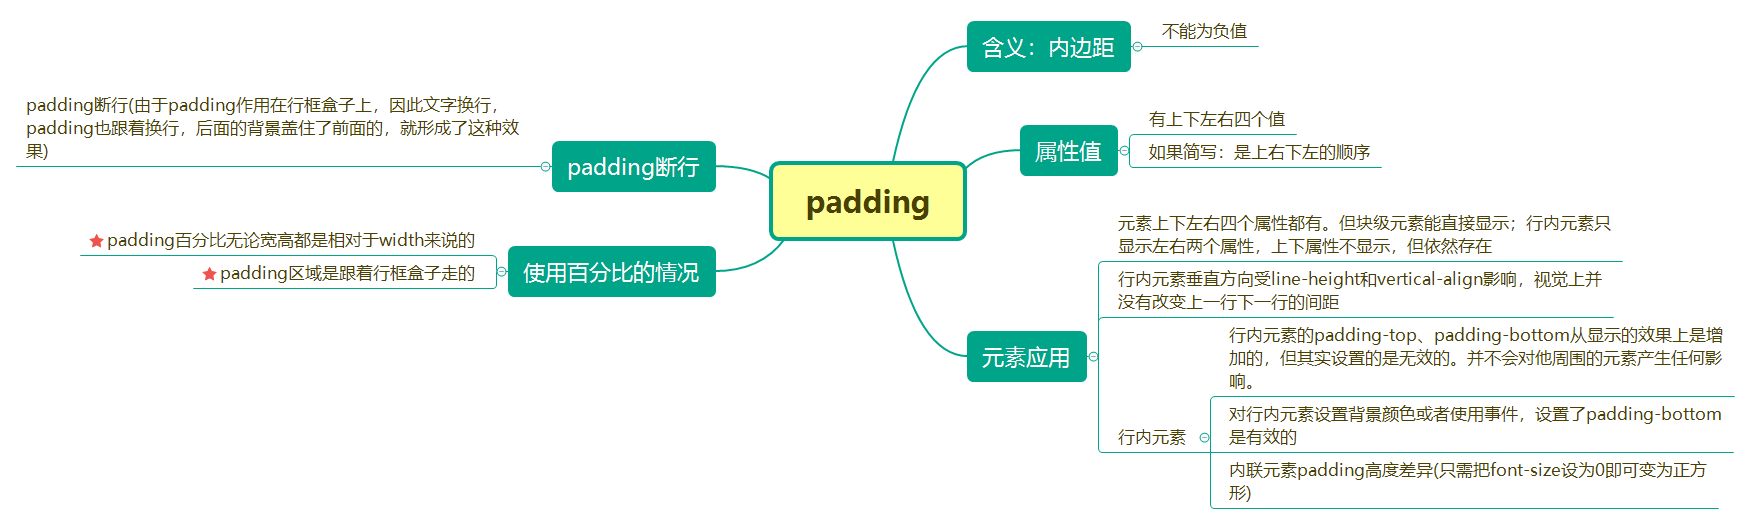 padding
含义：内边距
不能为负值
属性值
有上下左右四个值
如果简写：是上右下左的顺序
元素应用
元素上下左右四个属性都有。但块级元素能直接显示；行内元素只
显示左右两个属性，上下属性不显示，但依然存在
行内元素垂直方向受line-height和vertical-align影响，视觉上并
没有改变上一行下一行的间距
行内元素
行内元素的padding-top、padding-bottom从显示的效果上是增
加的，但其实设置的是无效的。并不会对他周围的元素产生任何影
响。
对行内元素设置背景颜色或者使用事件，设置了padding-bottom
是有效的
内联元素padding高度差异(只需把font-size设为0即可变为正方
形)
padding断行
padding断行(由于padding作用在行框盒子上，因此文字换行，
padding也跟着换行，后面的背景盖住了前面的，就形成了这种效
果)
使用百分比的情况
padding百分比无论宽高都是相对于width来说的
padding区域是跟着行框盒子走的